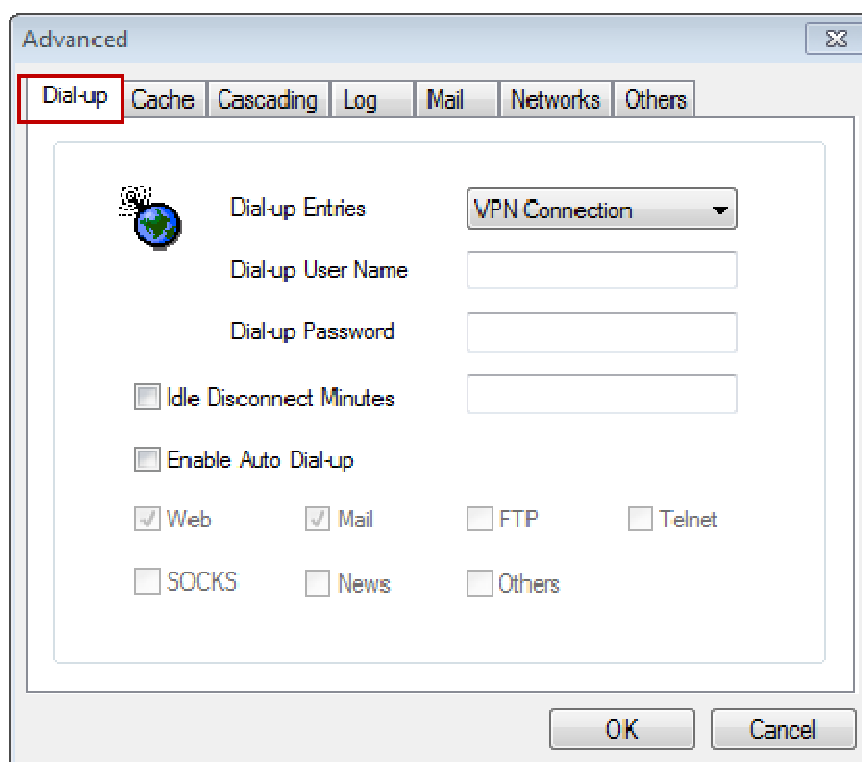 Advanced
Dial-up Cache Cascading Log Mail Networks Others
Dial-up Entries VPN Connection
Dial-up User Name
Dial-up Password
Idle Disconnect Minutes
Enable Auto Dial-up
Web Mail FTP Telnet
SOCKS News Others
OK Cancel